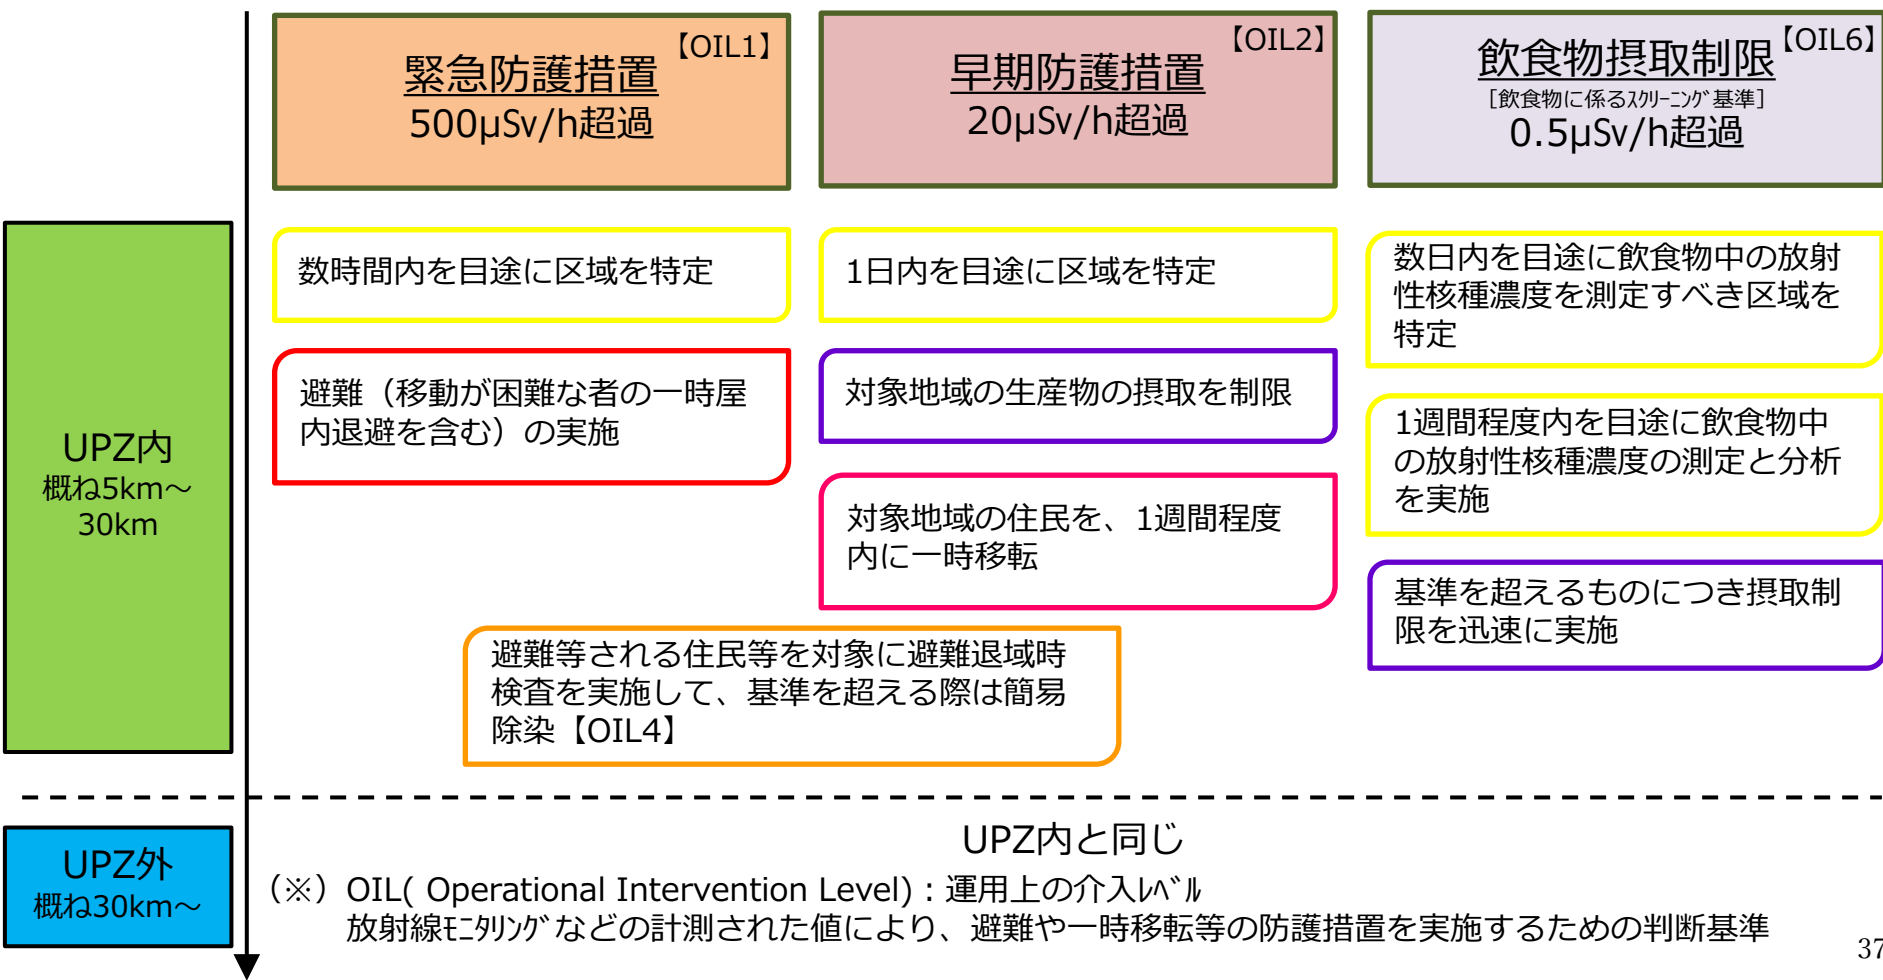 【OIL1】
緊急防護措置
500μSv/h超過
【OIL2】
早期防護措置
20μSv/h超過
【OIL6】
飲食物摂取制限
[飲食物に係るｽｸﾘｰﾆﾝｸﾞ基準]
0.5μSv/h超過
UPZ内
概ね5km～
30km
数時間内を目途に区域を特定
避難（移動が困難な者の一時屋
内退避を含む）の実施
1日内を目途に区域を特定
対象地域の生産物の摂取を制限
対象地域の住民を、1週間程度
内に一時移転
数日内を目途に飲食物中の放射
性核種濃度を測定すべき区域を
特定
1週間程度内を目途に飲食物中
の放射性核種濃度の測定と分析
を実施
基準を超えるものにつき摂取制
限を迅速に実施
避難等される住民等を対象に避難退域時
検査を実施して、基準を超える際は簡易
除染【OIL4】
UPZ外
概ね30km～
UPZ内と同じ
（※）OIL( Operational Intervention Level)：運用上の介入ﾚﾍﾞﾙ
放射線ﾓﾆﾀﾘﾝｸﾞなどの計測された値により、避難や一時移転等の防護措置を実施するための判断基準
37